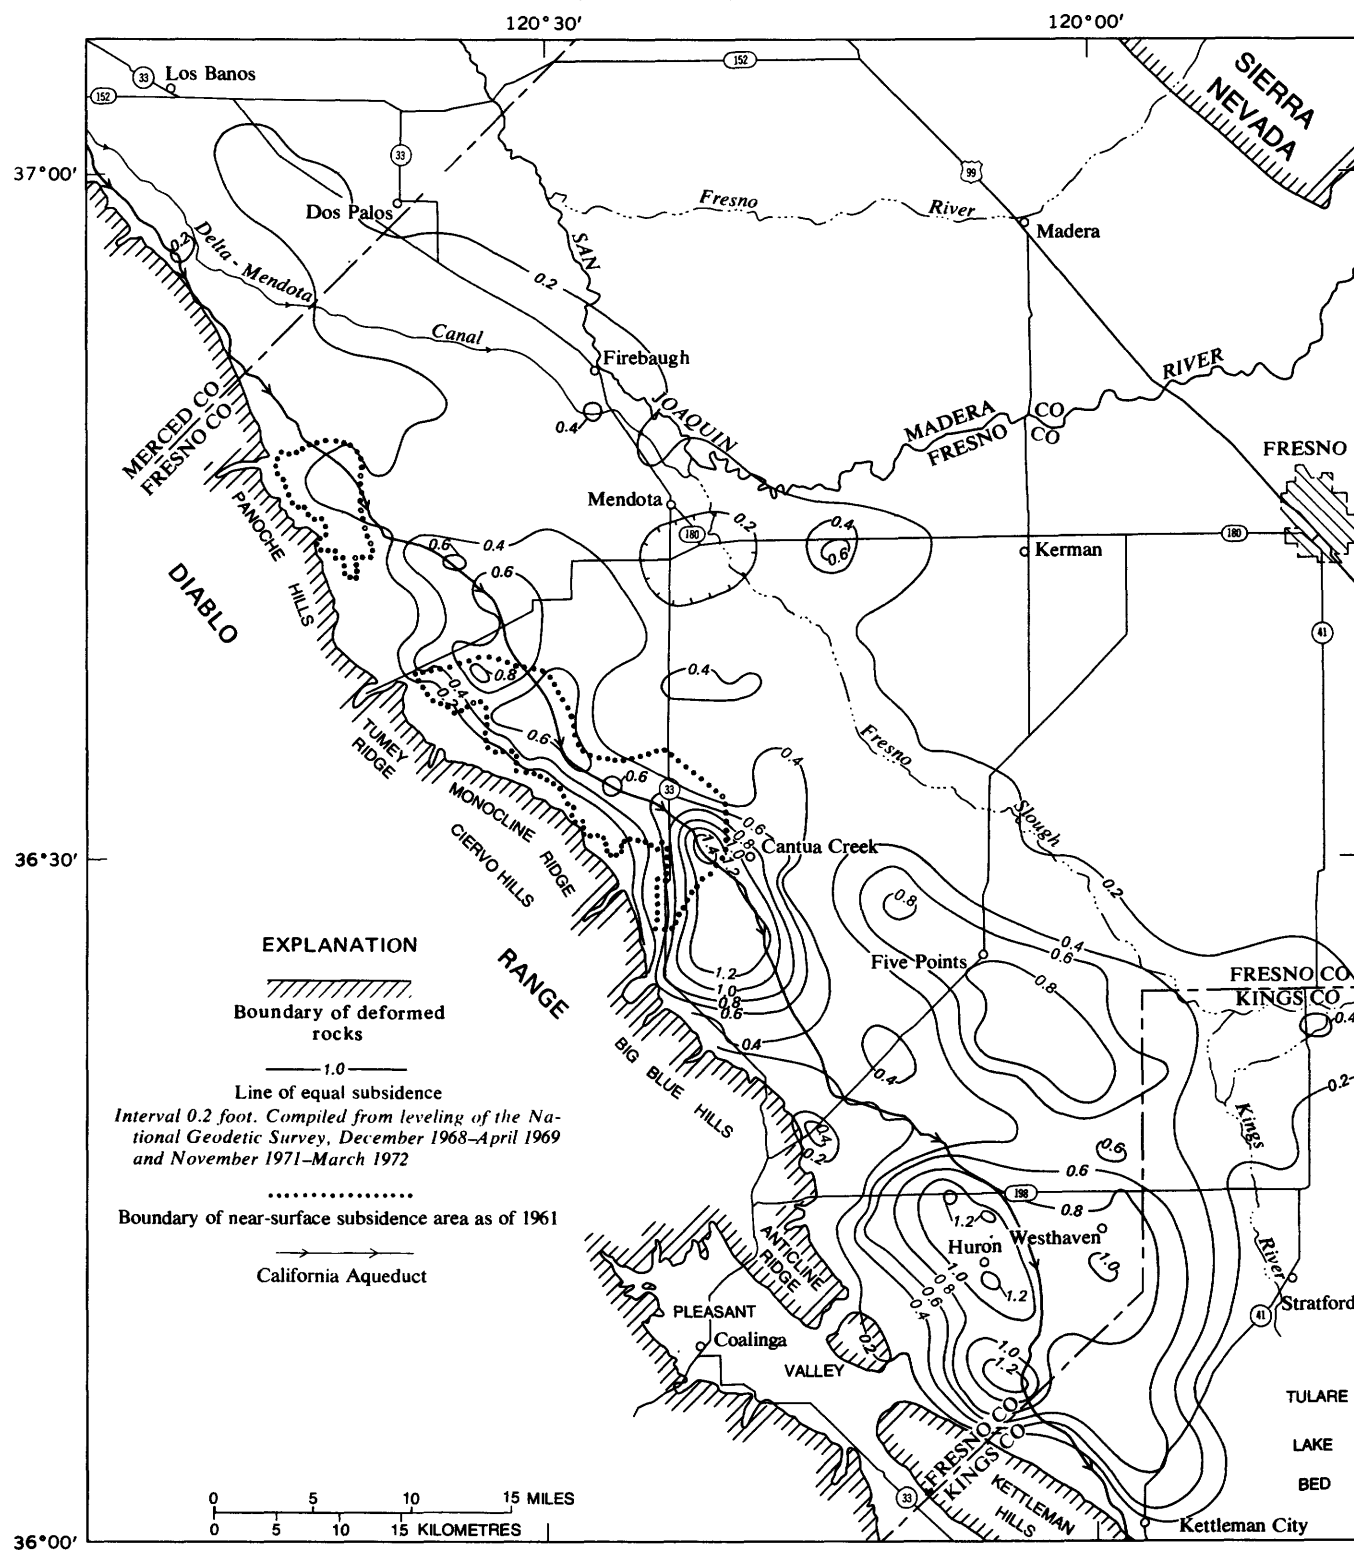 120°30'
120°00'
152
33
Los Banos
152
SIERRA
NEVADA
33
99
37°00'
Dos Palos
Fresno
River
Madera
0.2
Delta - Mendota
SAN
0.2
Canal
Firebaugh
RIVER
MERCED CO
FRESNO CO
0.4
JOAQUIN
MADERA
CO
FRESNO
CO
FRESNO
PANOCHE
HILLS
Mendota
0.2
0.4
180
180
0.6
0.4
0.6
Kerman
0.6
DIABLO
41
0.8
0.4
0.4
0.2
TUMEY
RIDGE
0.6
Fresno
0.4
0.6
33
MONOCLINE RIDGE
CIERVO HILLS
Slough
0.6
0.8
1.0
1.4
1.2
Cantua Creek
36°30'
0.2
0.8
EXPLANATION
RANGE
0.4
0.6
Five Points
1.2
1.0
0.8
0.6
0.8
FRESNO CO
KINGS CO
Boundary of deformed
rocks
0.4
0.4
1.0
Line of equal subsidence
BIG BLUE HILLS
0.4
0.2
Interval 0.2 foot. Compiled from leveling of the Na-
tional Geodetic Survey, December 1968–April 1969
and November 1971–March 1972
Kings
River
0.4
0.2
0.6
0.6
198
0.8
Boundary of near-surface subsidence area as of 1961
1.2
Westhaven
Huron
ANTICLINE
RIDGE
1.0
1.0
0.8
0.6
0.4
1.2
California Aqueduct
PLEASANT
Stratford
41
Coalinga
0.2
1.0
1.2
VALLEY
TULARE
LAKE
BED
FRESNO CO
KINGS CO
KETTLEMAN
HILLS
33
0 5 10 15 MILES
0 5 10 15 KILOMETRES
Kettleman City
36°00'